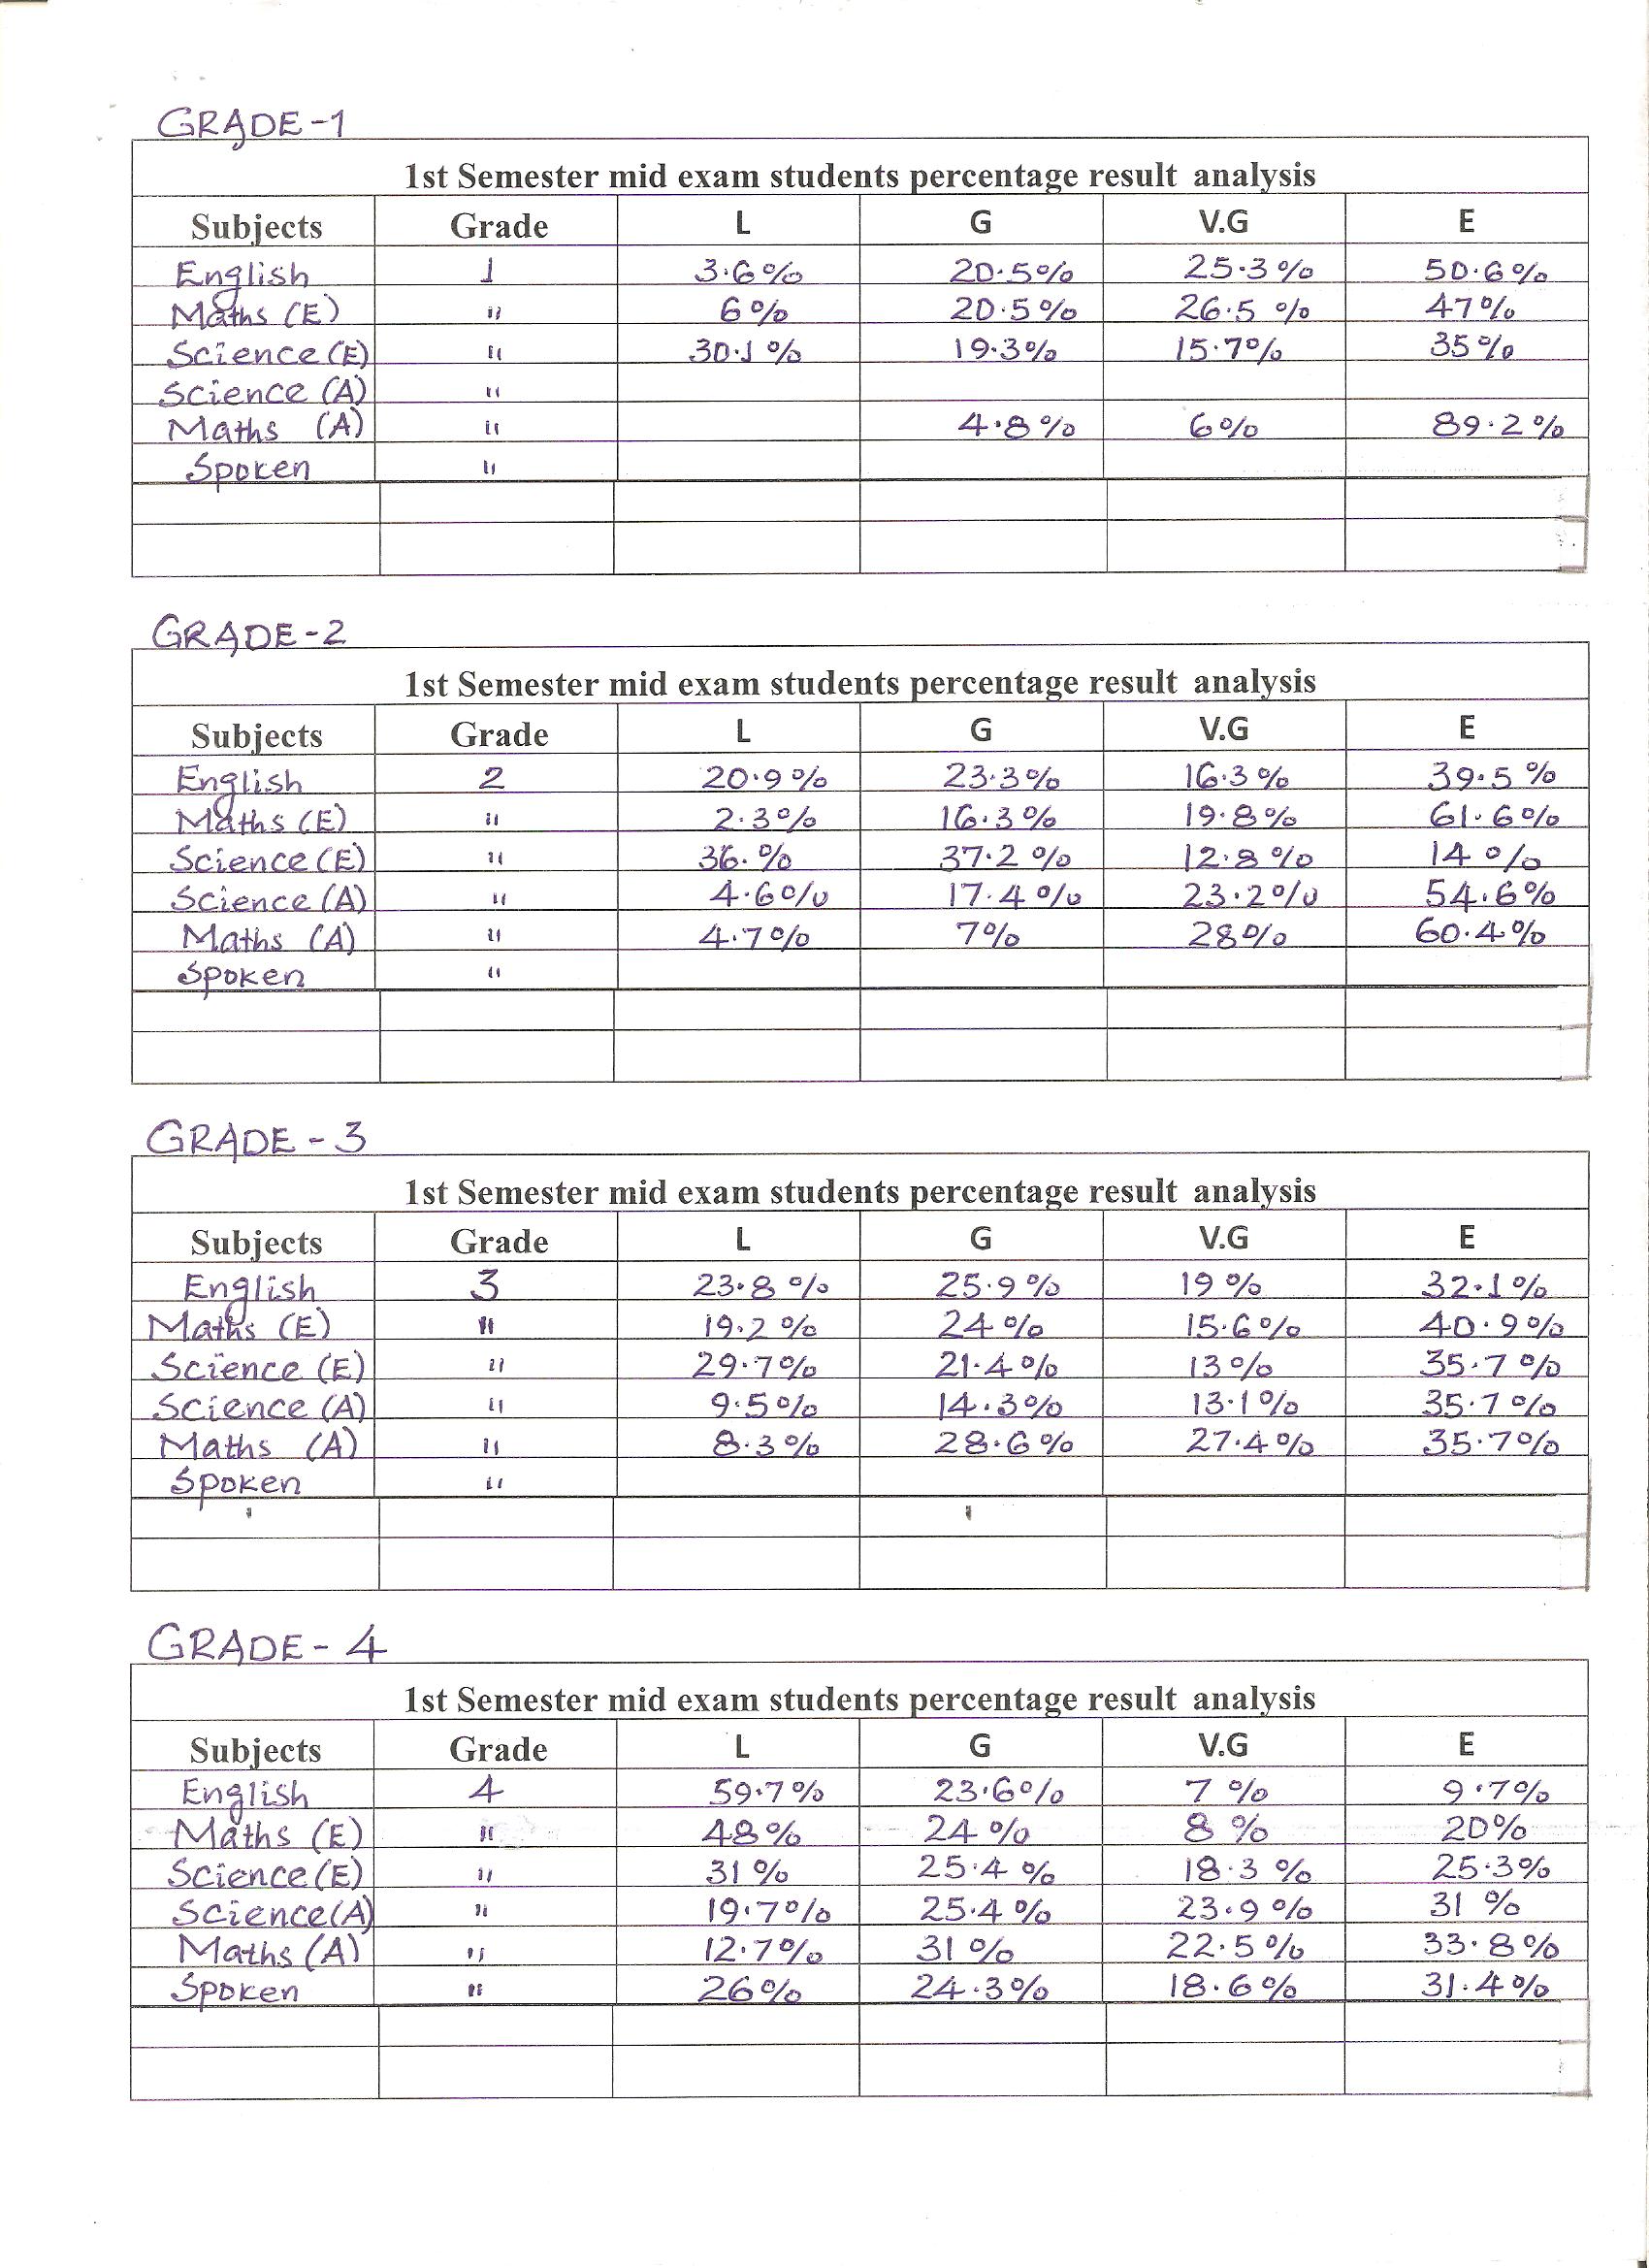 GRADE-1
1st Semester mid exam students percentage result analysis
Subjects Grade L G V.G E
English 1 3.6% 20.5% 25.3% 50.6%
Maths (E) " 6% 20.5% 26.5 % 47%
Science (E) " 30.1 % 19.3% 15.7% 35%
Science (A) "
Maths (A) " 4.8% 6% 89.2%
Spoken "
GRADE-2
1st Semester mid exam students percentage result analysis
Subjects Grade L G V.G E
English 2 20.9% 23.3% 16.3% 39.5%
Maths (E) " 2.3% 16.3% 19.8% 61.6%
Science (E) " 36.% 37.2% 12.8% 14%
Science (A) " 4.6% 17.4% 23.2% 54.6%
Maths (A) " 4.7% 7% 28% 60.4%
Spoken "
GRADE - 3
1st Semester mid exam students percentage result analysis
Subjects Grade L G V.G E
English 3 23.8% 25.9% 19% 32.1%
Maths (E) " 19.2% 24% 15.6% 40.9%
Science (E) " 29.7% 21.4% 13% 35.7%
Science (A) " 9.5% 14.3% 13.1% 35.7%
Maths (A) " 8.3% 28.6% 27.4% 35.7%
Spoken "
GRADE - 4
1st Semester mid exam students percentage result analysis
Subjects Grade L G V.G E
English 4 59.7% 23.6% 7% 9.7%
Maths (E) " 48% 24% 8% 20%
Science (E) " 31% 25.4% 18.3% 25.3%
Science (A) " 19.7% 25.4% 23.9% 31%
Maths (A) " 12.7% 31% 22.5% 33.8%
Spoken " 26% 24.3% 18.6% 31.4%